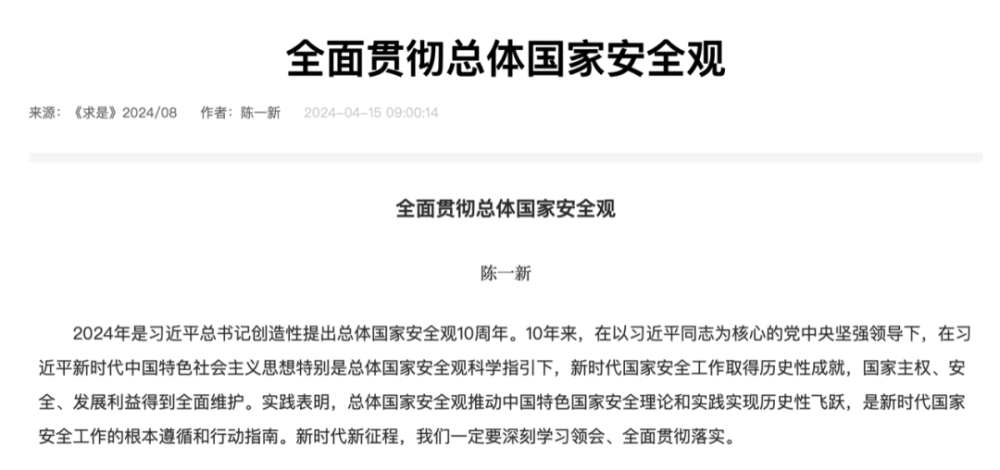 全面贯彻总体国家安全观
来源：《求是》2024/08 作者：陈一新 2024-04-15 09:00:14
全面贯彻总体国家安全观
陈一新
2024年是习近平总书记创造性提出总体国家安全观10周年。10年来，在以习近平同志为核心的党中央坚强领导下，在习
近平新时代中国特色社会主义思想特别是总体国家安全观科学指引下，新时代国家安全工作取得历史性成就，国家主权、安
全、发展利益得到全面维护。实践表明，总体国家安全观推动中国特色国家安全理论和实践实现历史性飞跃，是新时代国家
安全工作的根本遵循和行动指南。新时代新征程，我们一定要深刻学习领会、全面贯彻落实。